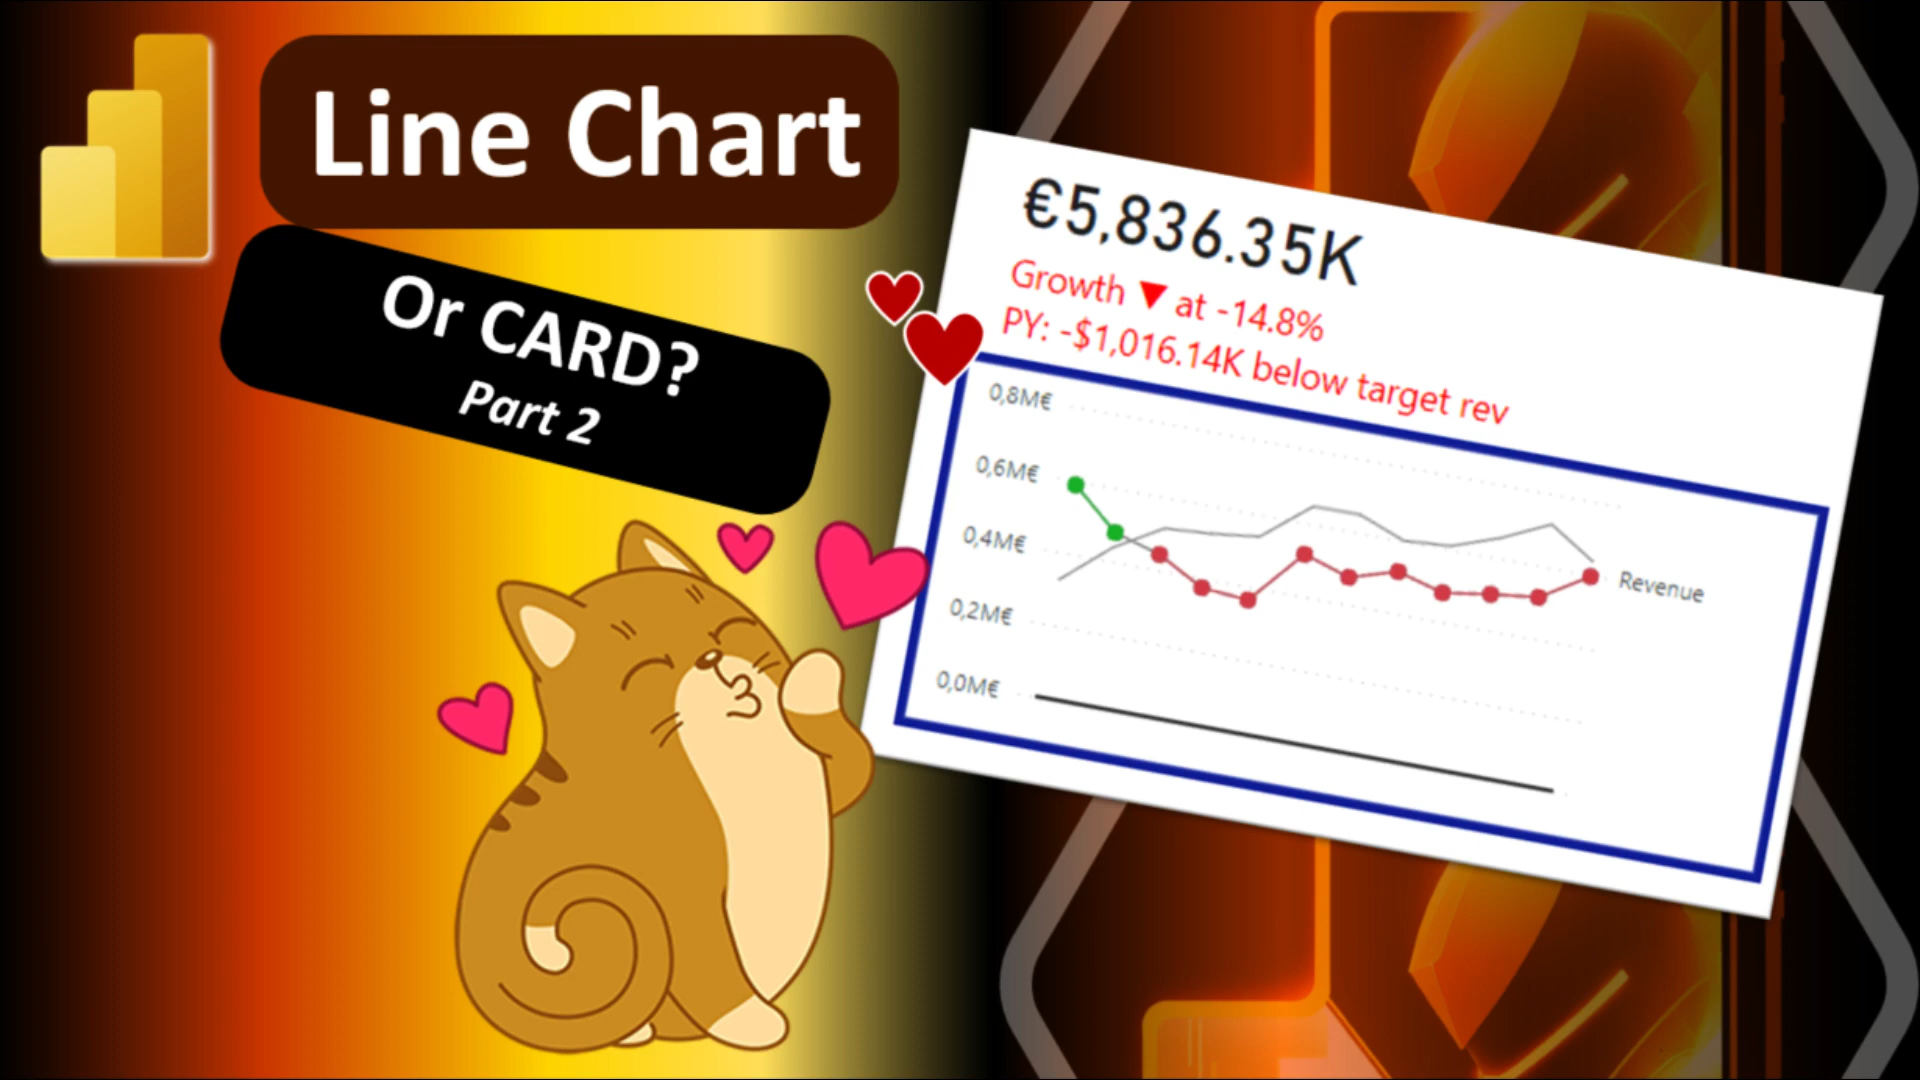 Line Chart
Or CARD?
Part 2
€5,836.35K
Growth ▼ at -14.8%
PY: -$1,016.14K below target rev
0,8M€
0,6M€
0,4M€
0,2M€
0,0M€
Revenue